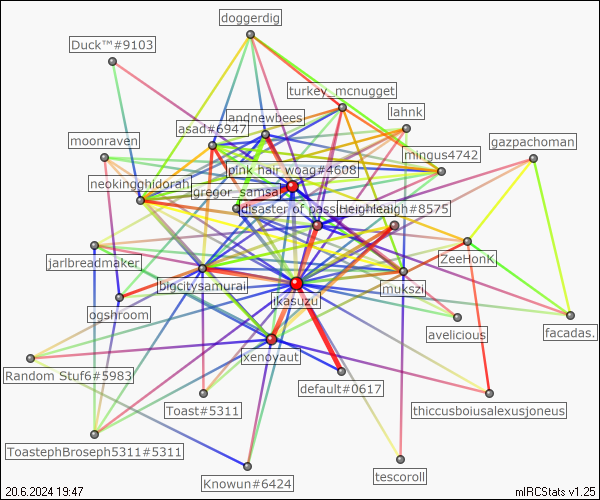 doggerdig
Duck™#9103
turkey_mcnugget
lahnk
landnewbees
asad#6947
moonraven
gazpachoman
mingus4742
pink hair woag#4608
neokingghidorah
gregor_samsa
disaster of pass
Heighleaigh#8575
ZeeHonK
jarlbreadmaker
bigcitysamurai
mukszi
ikasuzu
ogshroom
avelicious
facadas.
xenoyaut
Random Stuf6#5983
default#0617
Toast#5311
thiccusboiusalexusjoneus
ToastephBroseph5311#5311
Knowun#6424
tescoroll
20.6.2024 19:47
mIRCStats v1.25